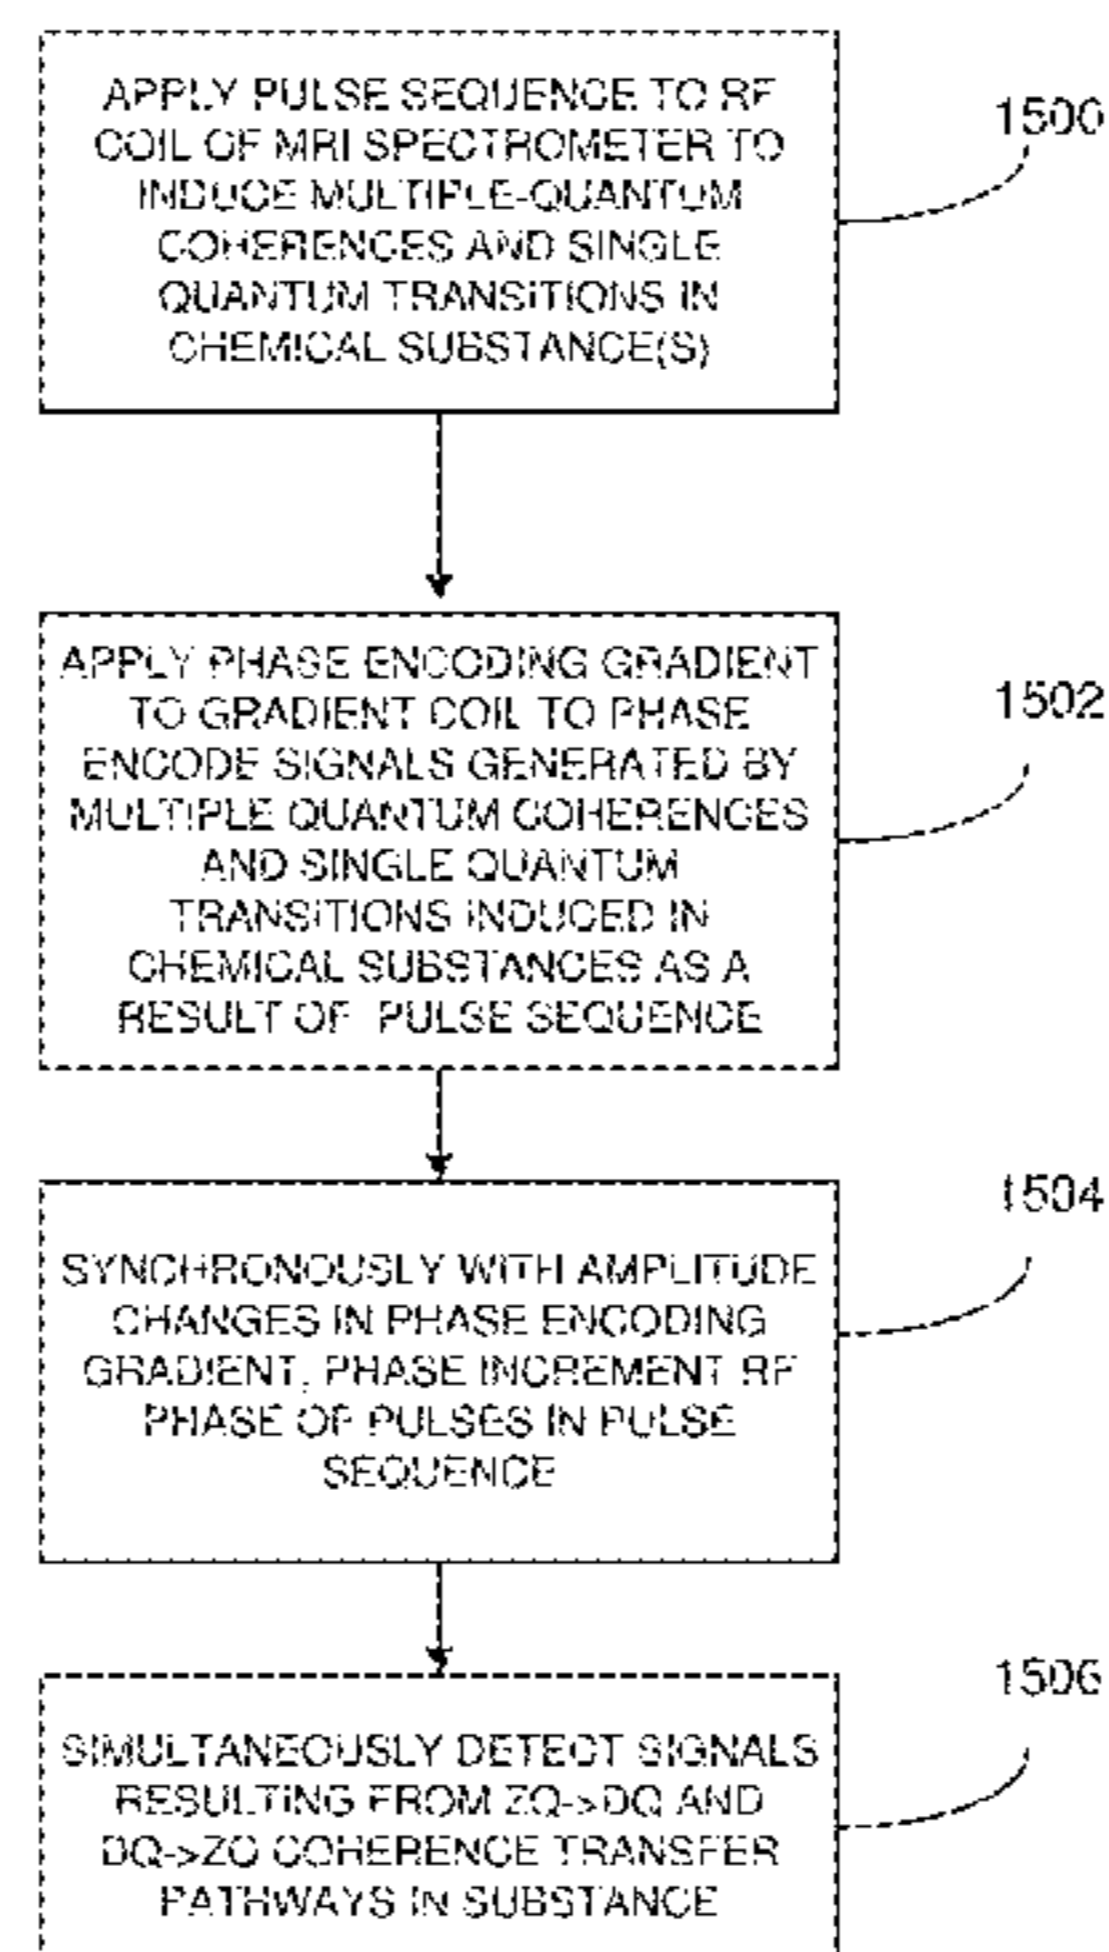 APPLY PULSE SEQUENCE TO RF
COIL OF MRI SPECTROMETER TO
INDUCE MULTIPLE-QUANTUM
COHERENCES AND SINGLE
QUANTUM TRANSITIONS IN
CHEMICAL SUBSTANCE(S)
1500
APPLY PHASE ENCODING GRADIENT
TO GRADIENT COIL TO PHASE
ENCODE SIGNALS GENERATED BY
MULTIPLE QUANTUM COHERENCES
AND SINGLE QUANTUM
TRANSITIONS INDUCED IN
CHEMICAL SUBSTANCES AS A
RESULT OF PULSE SEQUENCE
1502
SYNCHRONOUSLY WITH AMPLITUDE
CHANGES IN PHASE ENCODING
GRADIENT, PHASE INCREMENT RF
PHASE OF PULSES IN PULSE
SEQUENCE
1504
SIMULTANEOUSLY DETECT SIGNALS
RESULTING FROM ZQ->DQ AND
DQ->ZQ COHERENCE TRANSFER
PATHWAYS IN SUBSTANCE
1506